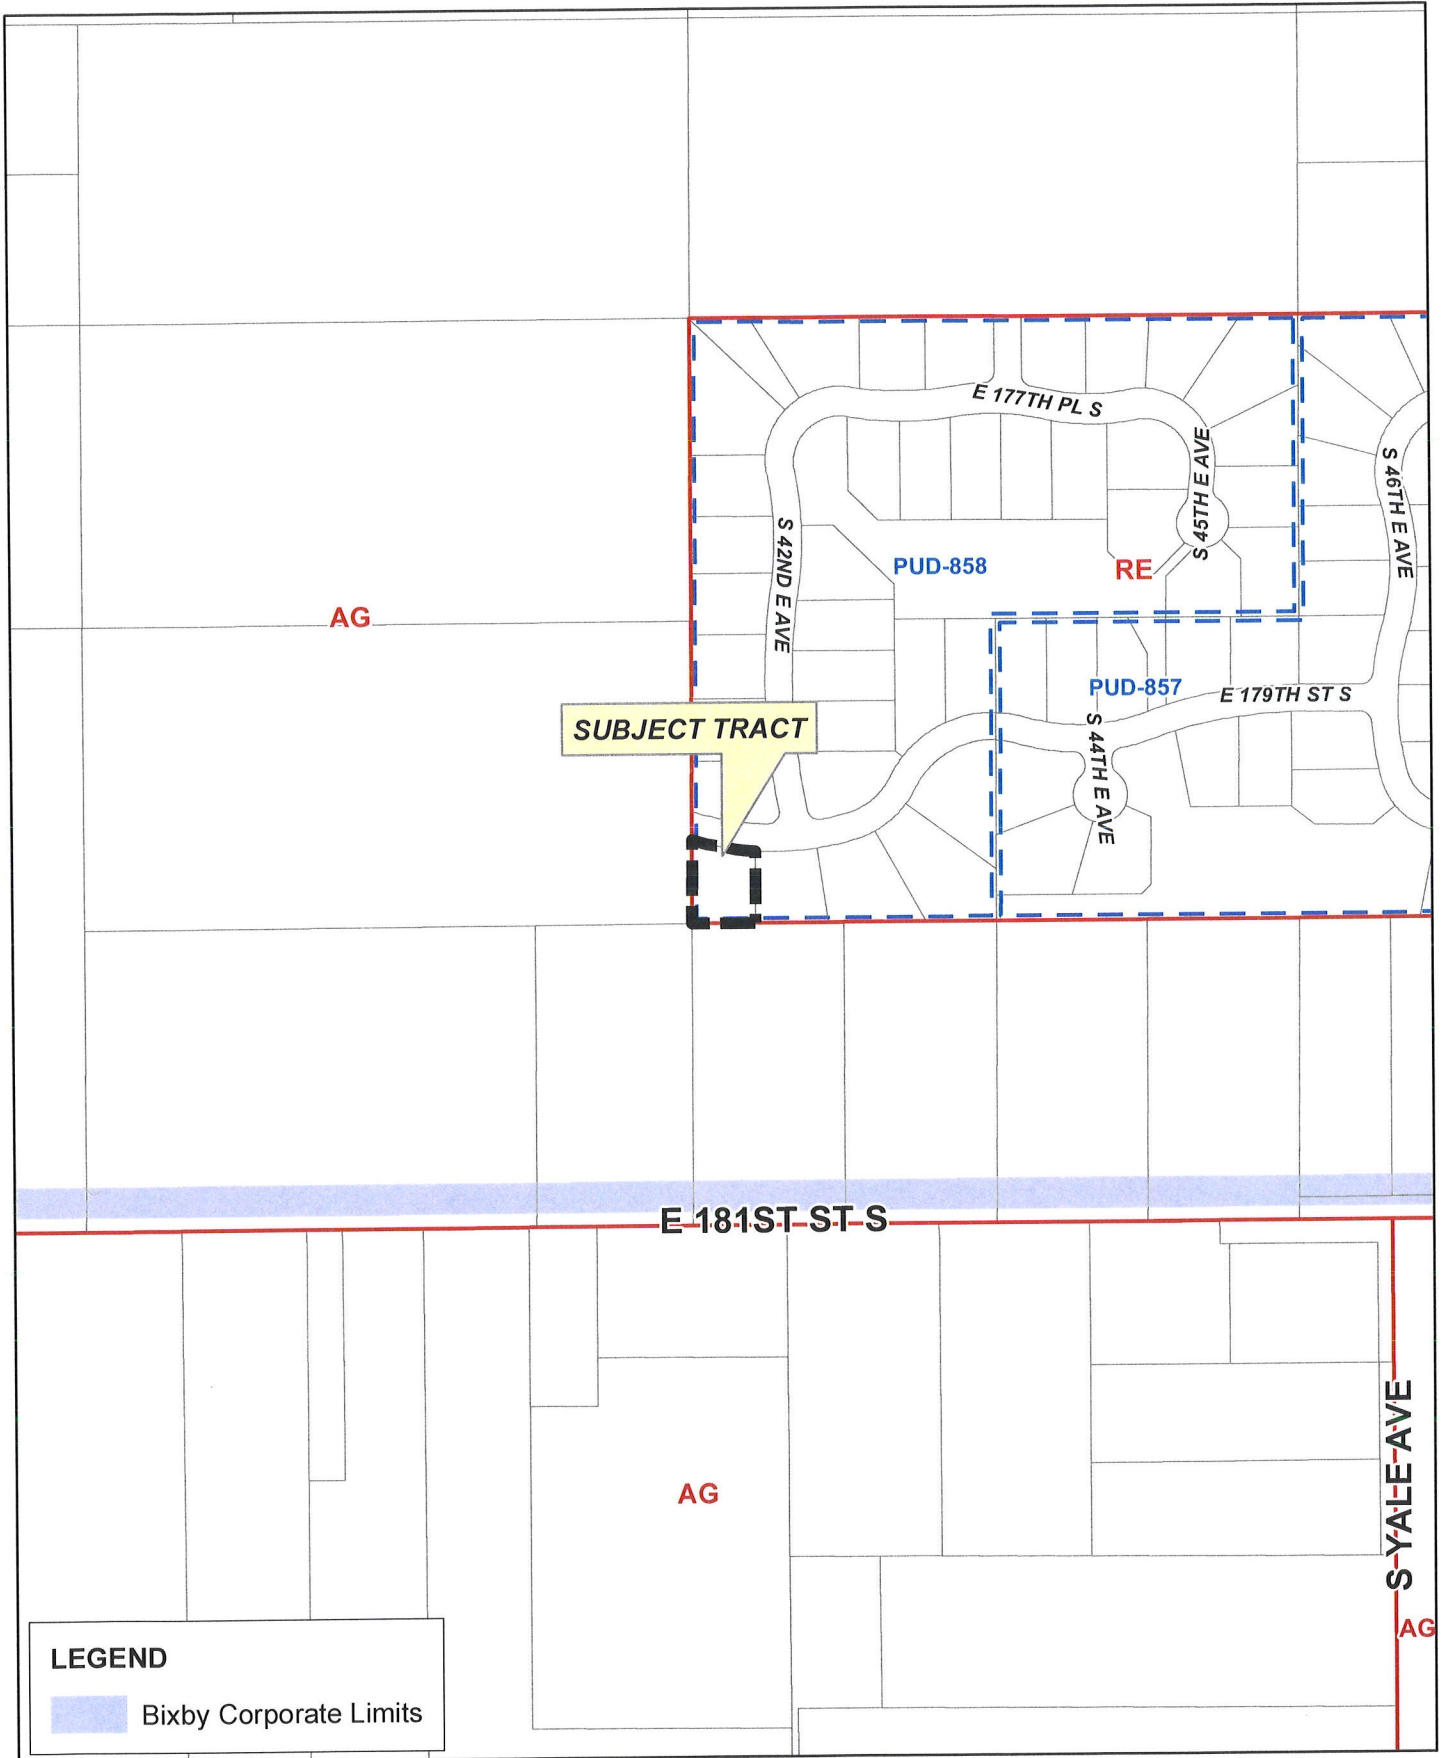 E 177TH PL S
S 45TH E AVE
S 46TH E AVE
S 42ND E AVE
PUD-858
RE
AG
PUD-857
E 179TH ST S
SUBJECT TRACT
S 44TH E AVE
E 181ST ST S
S YALE AVE
AG
AG
LEGEND
Bixby Corporate Limits